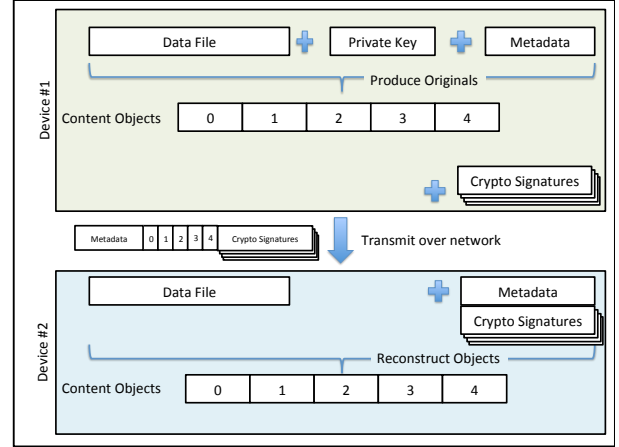 Device #1
Data File
Private Key
Metadata
Produce Originals
Content Objects
0 1 2 3 4
Crypto Signatures
Metadata 0 1 2 3 4 Crypto Signatures
Transmit over network
Device #2
Data File
Metadata
Crypto Signatures
Reconstruct Objects
Content Objects
0 1 2 3 4